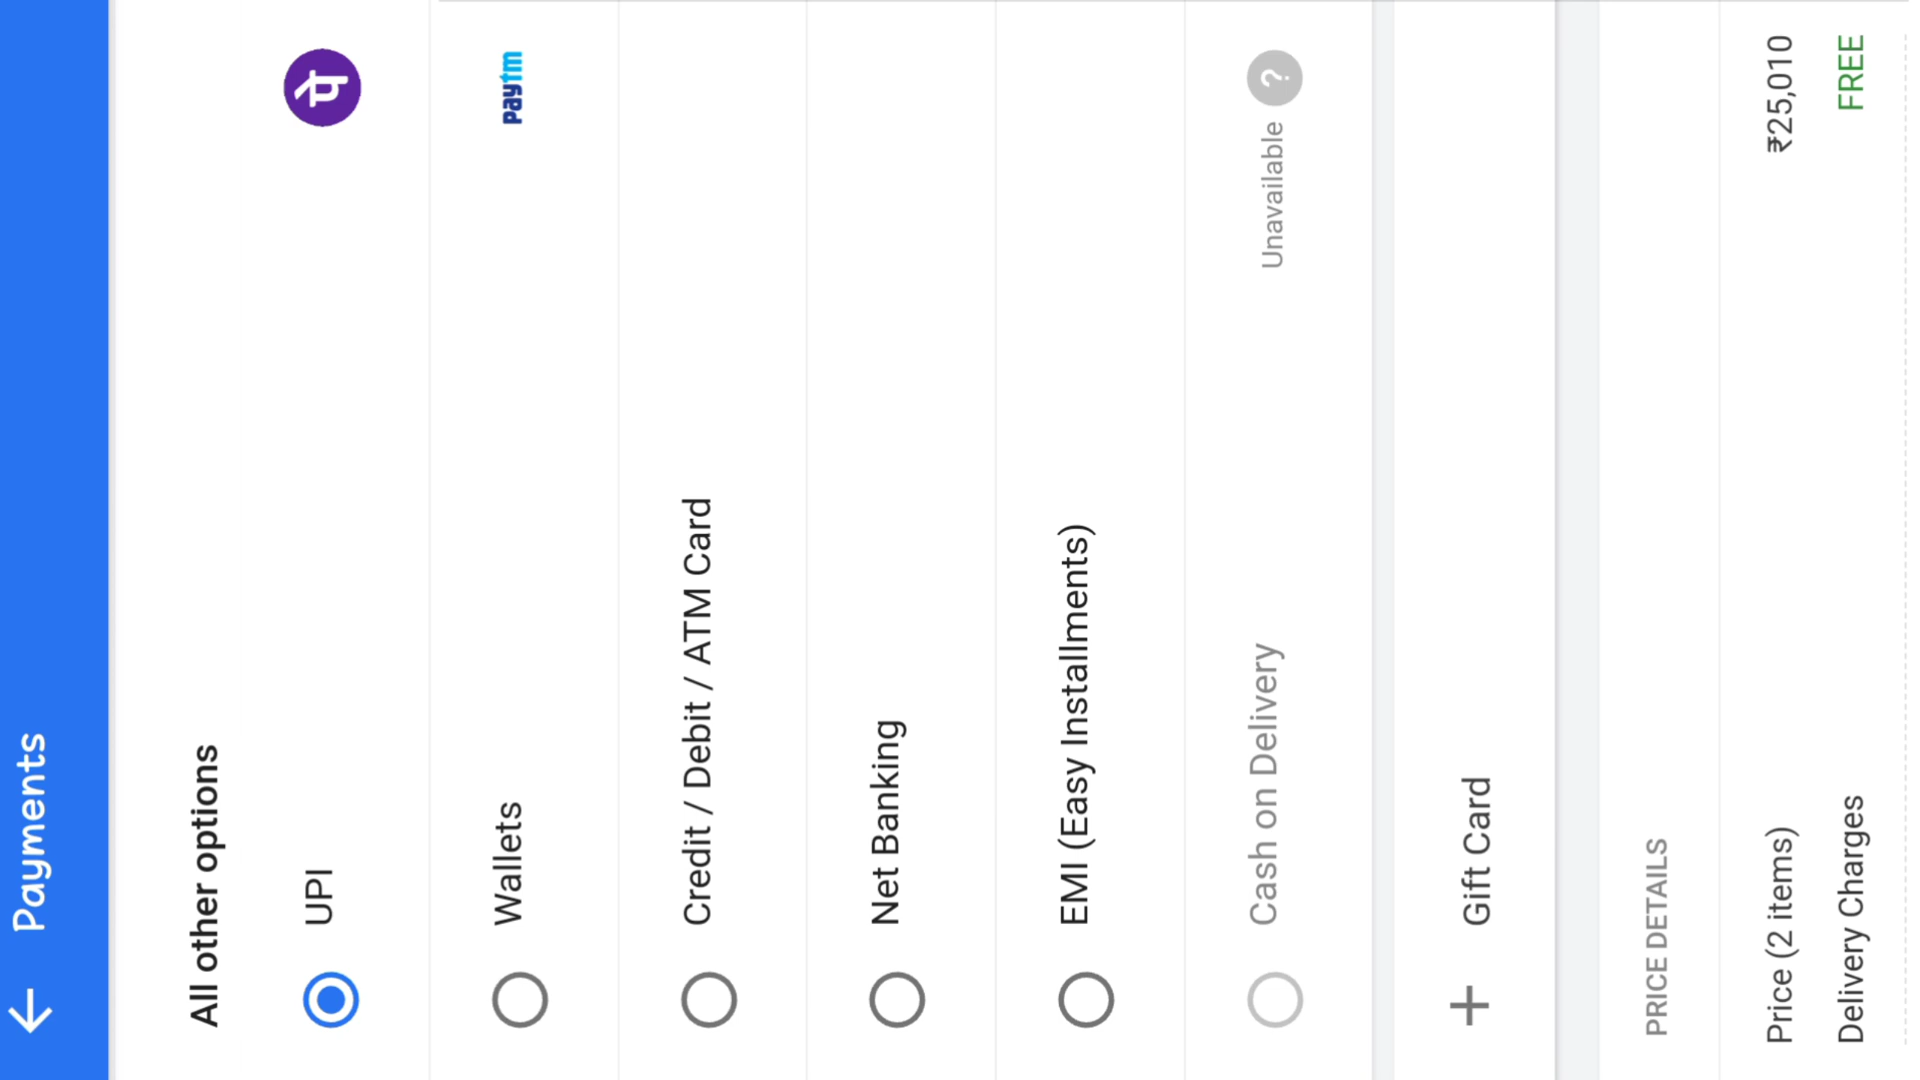 Payments
All other options
UPI
Wallets
paytm
Credit / Debit / ATM Card
Net Banking
EMI (Easy Installments)
Cash on Delivery Unavailable ?
+ Gift Card
PRICE DETAILS
Price (2 items) ₹25,010
Delivery Charges FREE